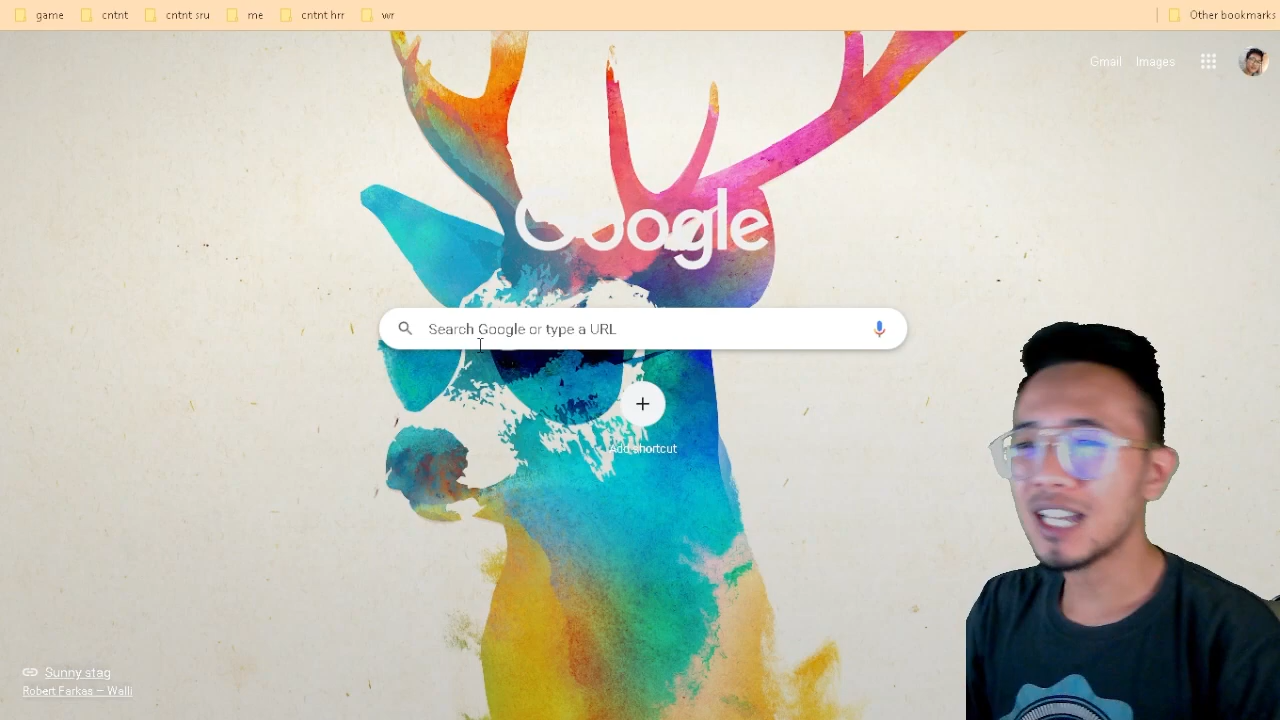 game cntnt cntnt sru me cntnt hrr wr Other bookmarks
Gmail Images
Google
Search Google or type a URL
Add shortcut
Sunny stag
Robert Farkas – Walli